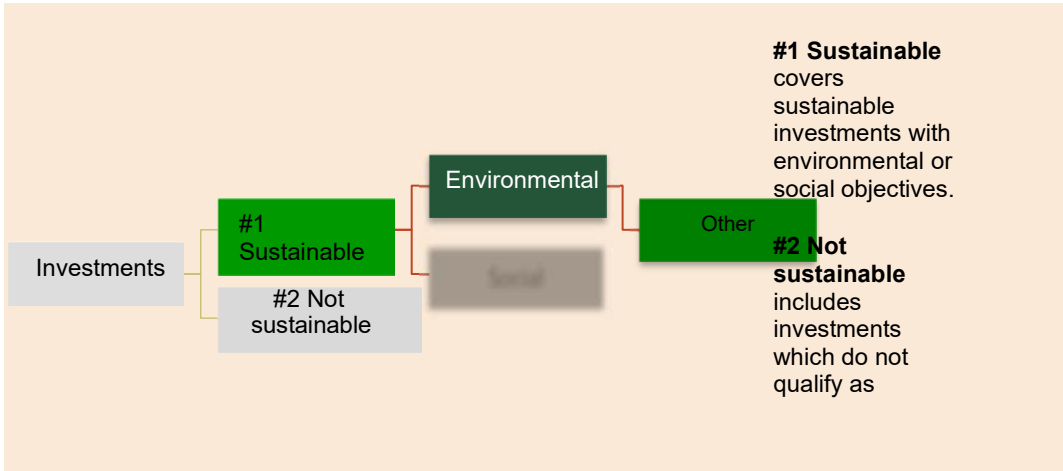 Investments
#1
Sustainable
#2 Not
sustainable
Environmental
Social
Other
#1 Sustainable
covers
sustainable
investments with
environmental or
social objectives.
#2 Not
sustainable
includes
investments
which do not
qualify as